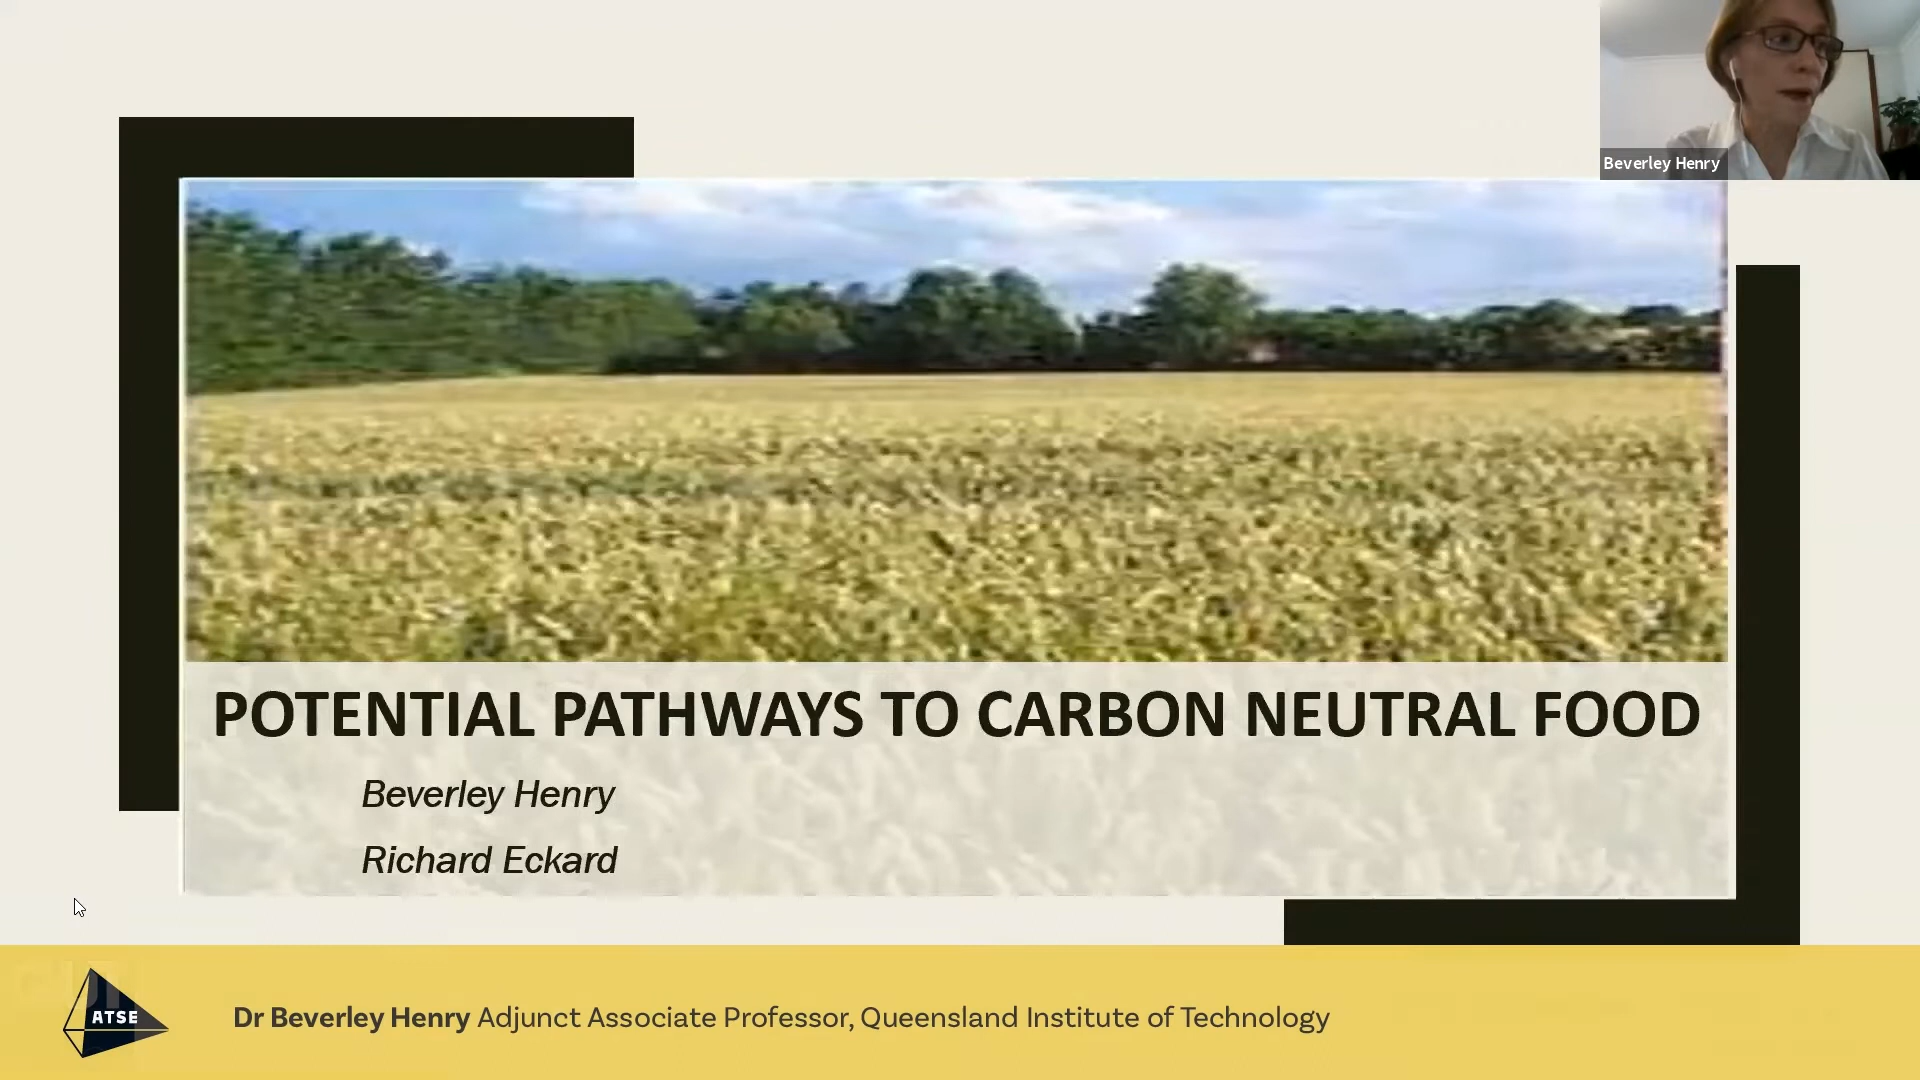 Beverley Henry
POTENTIAL PATHWAYS TO CARBON NEUTRAL FOOD
Beverley Henry
Richard Eckard
ATSE
Dr Beverley Henry Adjunct Associate Professor, Queensland Institute of Technology